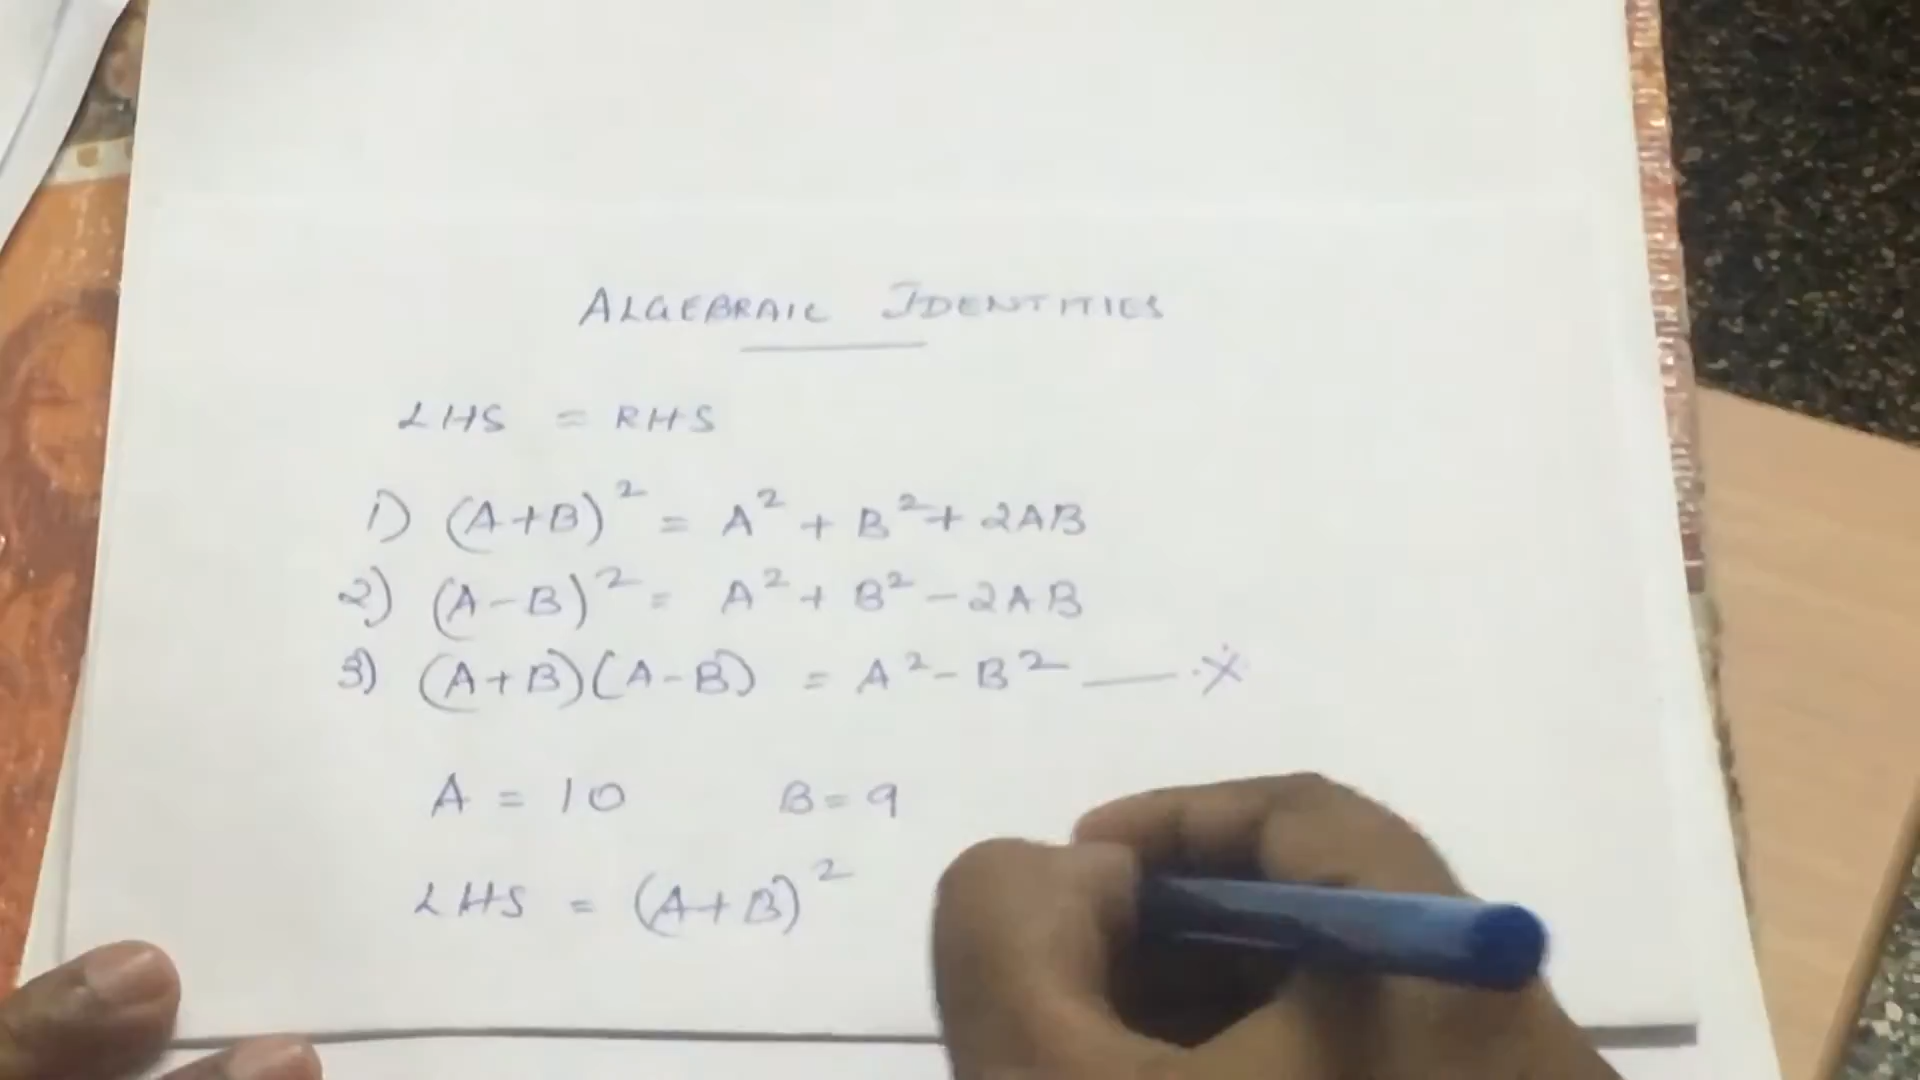 ALGEBRAIC IDENTITIES
LHS = RHS
1) (A+B)² = A² + B² + 2AB
2) (A-B)² = A² + B² - 2AB
3) (A+B)(A-B) = A² - B²
A = 10 B = 9
LHS = (A+B)²